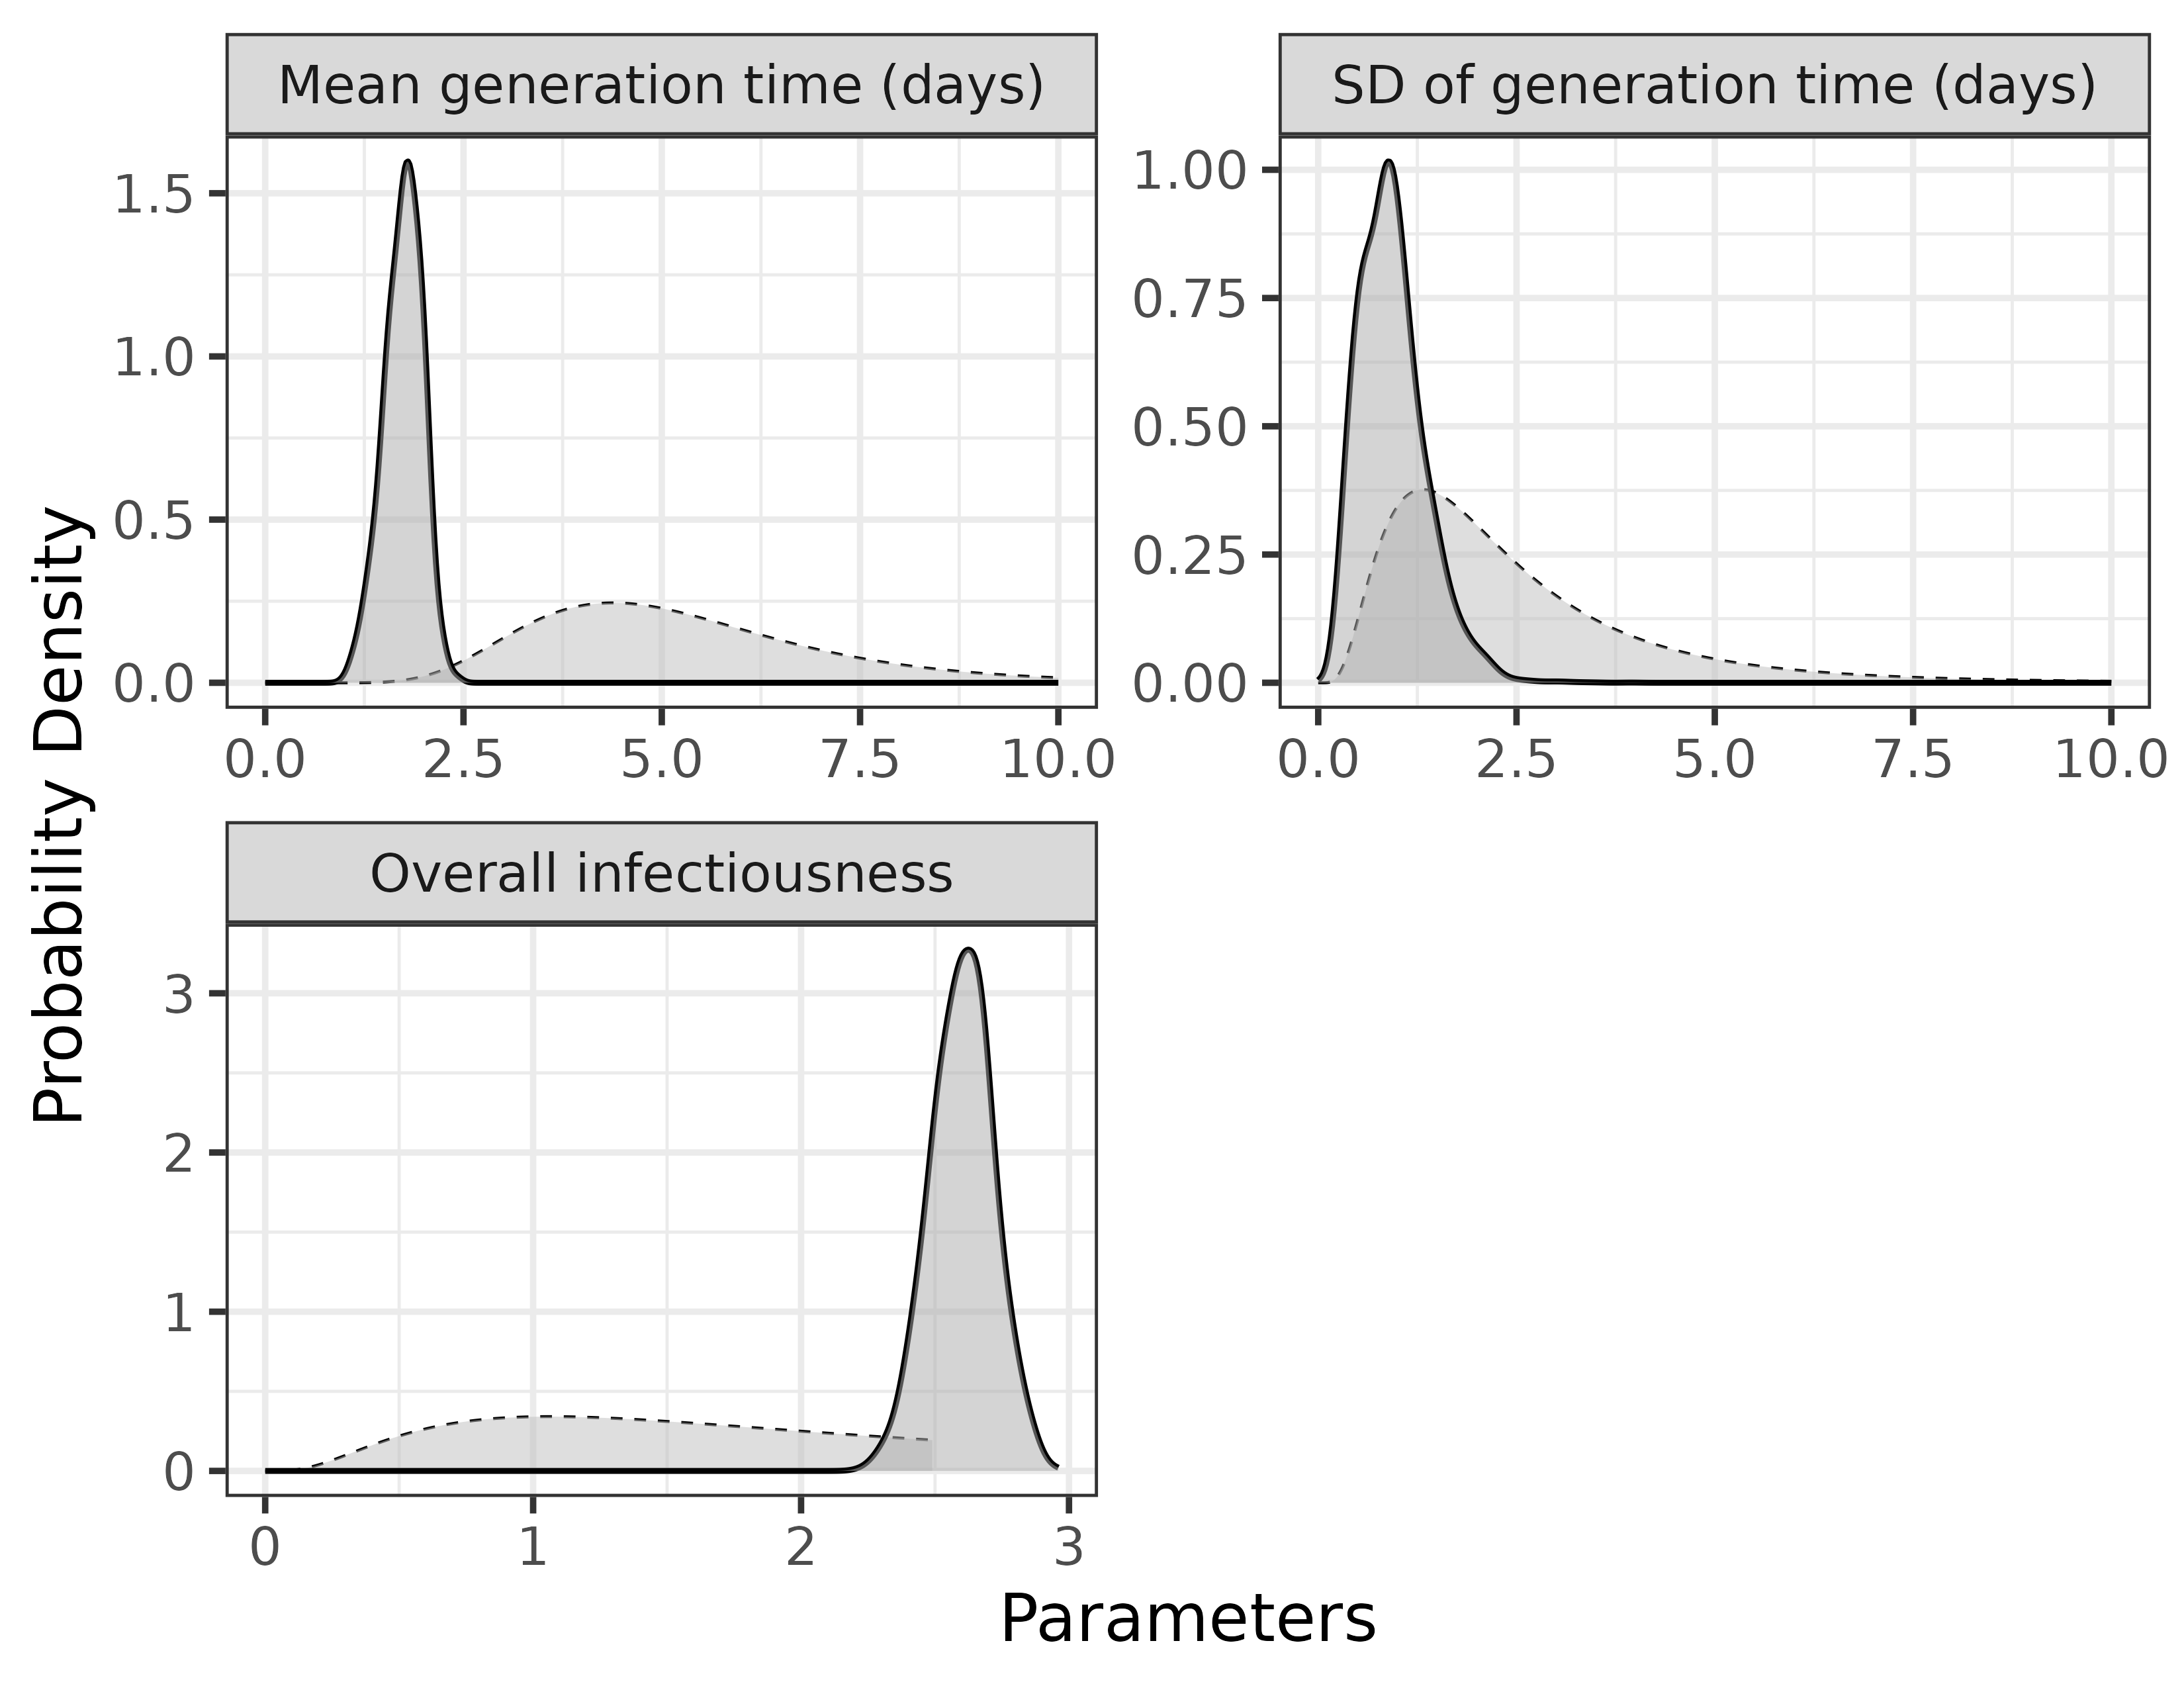 Mean generation time (days)
SD of generation time (days)
1.5
1.0
0.5
0.0
0.0 2.5 5.0 7.5 10.0
1.00
0.75
0.50
0.25
0.00
0.0 2.5 5.0 7.5 10.0
Probability Density
Overall infectiousness
3
2
1
0
0 1 2 3
Parameters